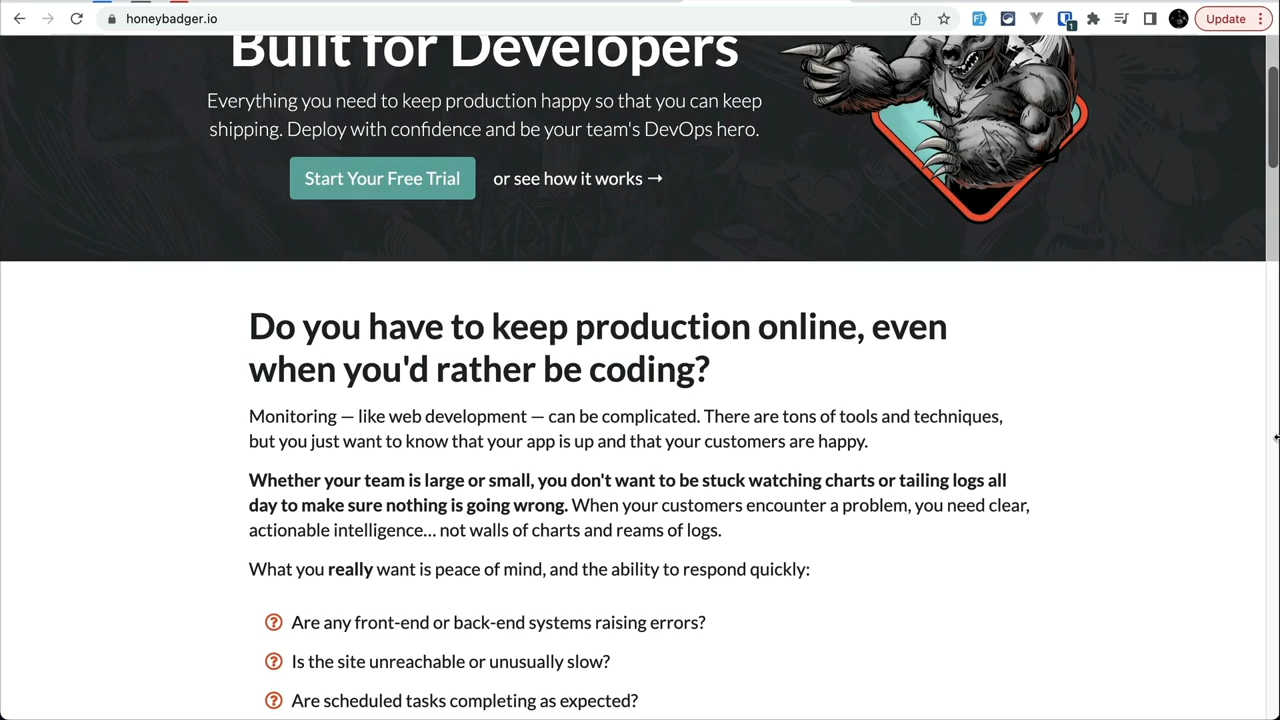 honeybadger.io
Update
1
Built for Developers
Everything you need to keep production happy so that you can keep
shipping. Deploy with confidence and be your team's DevOps hero.
Start Your Free Trial
or see how it works →
Do you have to keep production online, even
when you'd rather be coding?
Monitoring — like web development — can be complicated. There are tons of tools and techniques,
but you just want to know that your app is up and that your customers are happy.
Whether your team is large or small, you don't want to be stuck watching charts or tailing logs all
day to make sure nothing is going wrong. When your customers encounter a problem, you need clear,
actionable intelligence... not walls of charts and reams of logs.
What you really want is peace of mind, and the ability to respond quickly:
Are any front-end or back-end systems raising errors?
Is the site unreachable or unusually slow?
Are scheduled tasks completing as expected?